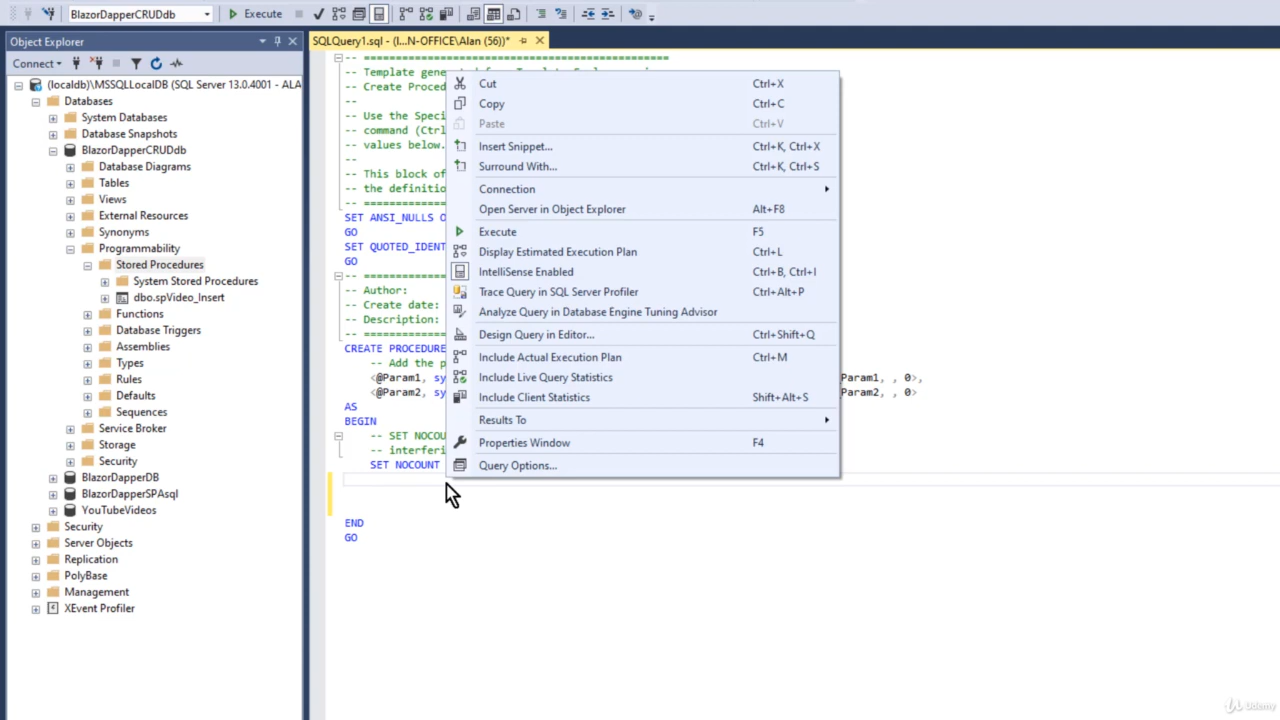 BlazorDapperCRUDdb
Execute
Object Explorer
Connect
(localdb)\MSSQLLocalDB (SQL Server 13.0.4001 - ALA
Databases
System Databases
Database Snapshots
BlazorDapperCRUDdb
Database Diagrams
Tables
Views
External Resources
Synonyms
Programmability
Stored Procedures
System Stored Procedures
dbo.spVideo_Insert
Functions
Database Triggers
Assemblies
Types
Rules
Defaults
Sequences
Service Broker
Storage
Security
BlazorDapperDB
BlazorDapperSPAsql
YouTubeVideos
Security
Server Objects
Replication
PolyBase
Management
XEvent Profiler
SQLQuery1.sql - (l...N-OFFICE\Alan (56))*
-- ================================================
-- Template gene
-- Create Proced
--
-- Use the Speci
-- command (Ctrl
-- values below.
--
-- This block of
-- the definitio
-- ================
SET ANSI_NULLS O
GO
SET QUOTED_IDENT
GO
-- =============
-- Author:
-- Create date:
-- Description:
-- =============
CREATE PROCEDURE
-- Add the p
<@Param1, sy Param1, , 0>,
<@Param2, sy Param2, , 0>
AS
BEGIN
-- SET NOCOU
-- interferi
SET NOCOUNT
END
GO
Cut Ctrl+X
Copy Ctrl+C
Paste Ctrl+V
Insert Snippet... Ctrl+K, Ctrl+X
Surround With... Ctrl+K, Ctrl+S
Connection
Open Server in Object Explorer Alt+F8
Execute F5
Display Estimated Execution Plan Ctrl+L
IntelliSense Enabled Ctrl+B, Ctrl+I
Trace Query in SQL Server Profiler Ctrl+Alt+P
Analyze Query in Database Engine Tuning Advisor
Design Query in Editor... Ctrl+Shift+Q
Include Actual Execution Plan Ctrl+M
Include Live Query Statistics
Include Client Statistics Shift+Alt+S
Results To
Properties Window F4
Query Options...
Udemy